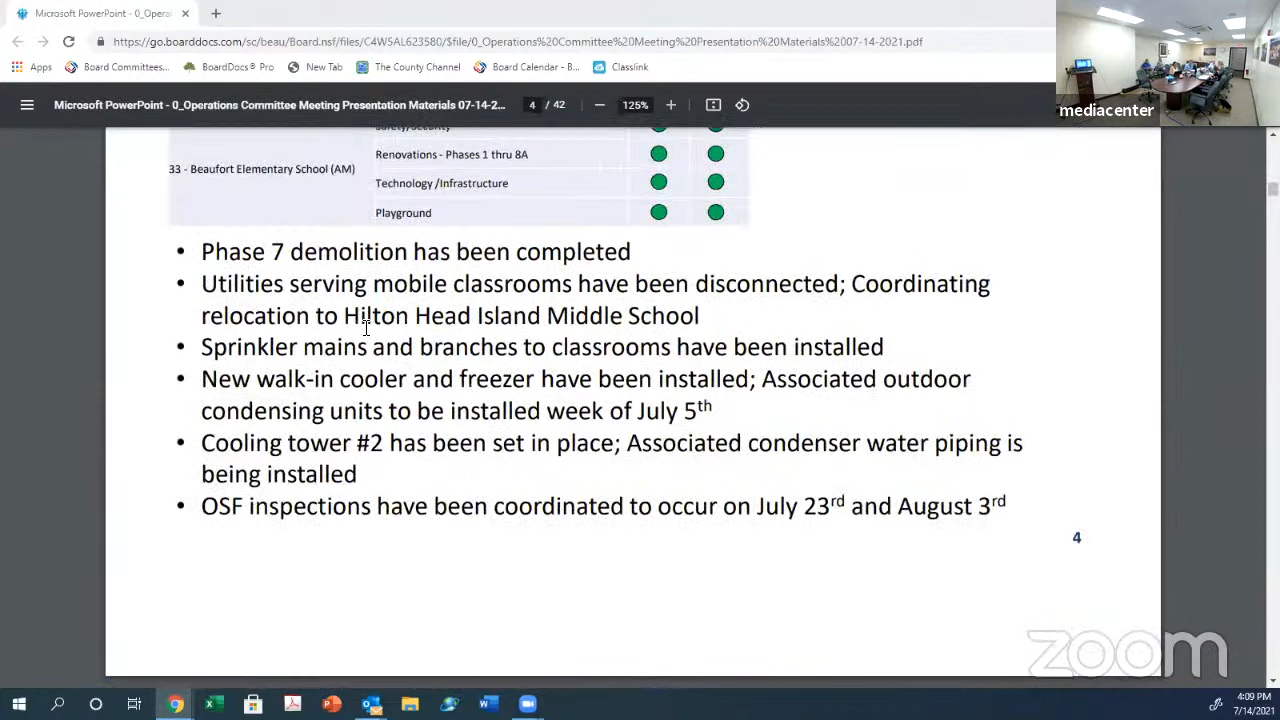 Microsoft PowerPoint - 0_Opera
https://go.boarddocs.com/sc/beau/Board.nsf/files/C4W5AL623580/$file/0_Operations%20Committee%20Meeting%20Presentation%20Materials%2007-14-2021.pdf
Apps Board Committees... BoardDocs® Pro New Tab The County Channel Board Calendar - B... Classlink
Microsoft PowerPoint - 0_Operations Committee Meeting Presentation Materials 07-14-2... 4 / 42 125%
mediacenter
Safety/Security
Renovations - Phases 1 thru 8A
33 - Beaufort Elementary School (AM)
Technology /Infrastructure
Playground
• Phase 7 demolition has been completed
• Utilities serving mobile classrooms have been disconnected; Coordinating
relocation to Hilton Head Island Middle School
• Sprinkler mains and branches to classrooms have been installed
• New walk-in cooler and freezer have been installed; Associated outdoor
condensing units to be installed week of July 5th
• Cooling tower #2 has been set in place; Associated condenser water piping is
being installed
• OSF inspections have been coordinated to occur on July 23rd and August 3rd
4
zoom
4:09 PM
7/14/2021